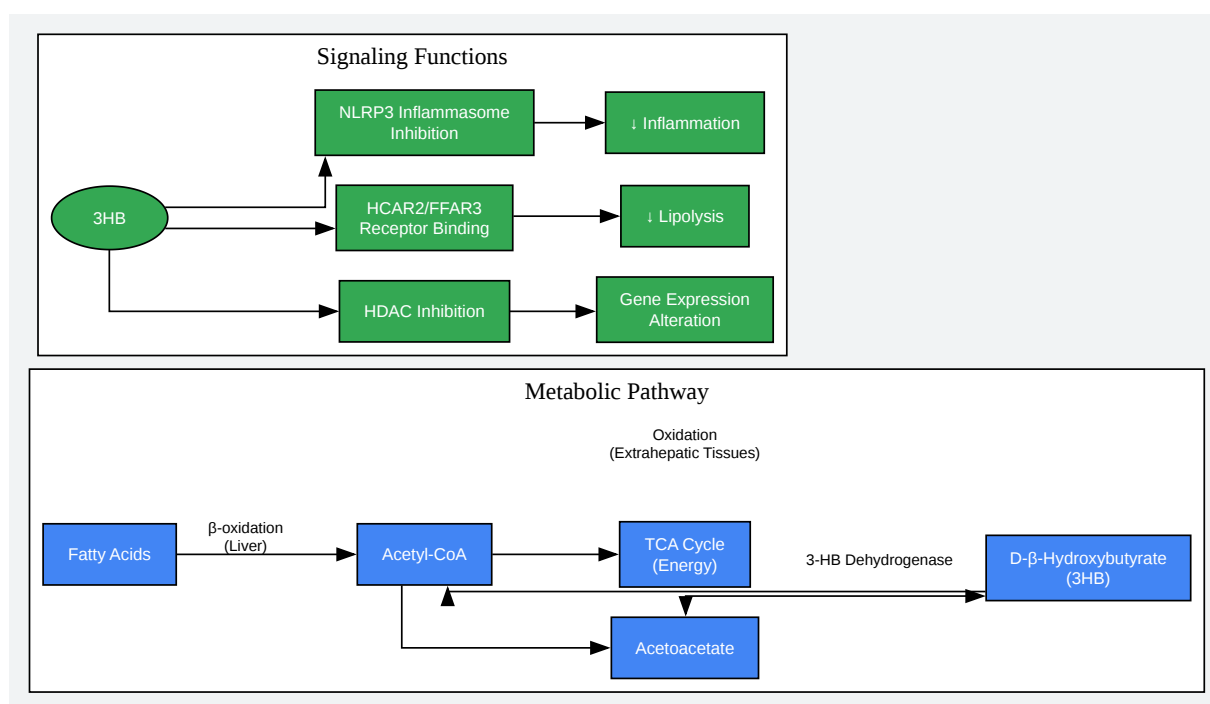 Signaling Functions
NLRP3 Inflammasome
Inhibition
↓ Inflammation
3HB
HCAR2/FFAR3
Receptor Binding
↓ Lipolysis
HDAC Inhibition
Gene Expression
Alteration
Metabolic Pathway
Oxidation
(Extrahepatic Tissues)
Fatty Acids
β-oxidation
(Liver)
Acetyl-CoA
TCA Cycle
(Energy)
3-HB Dehydrogenase
D-β-Hydroxybutyrate
(3HB)
Acetoacetate